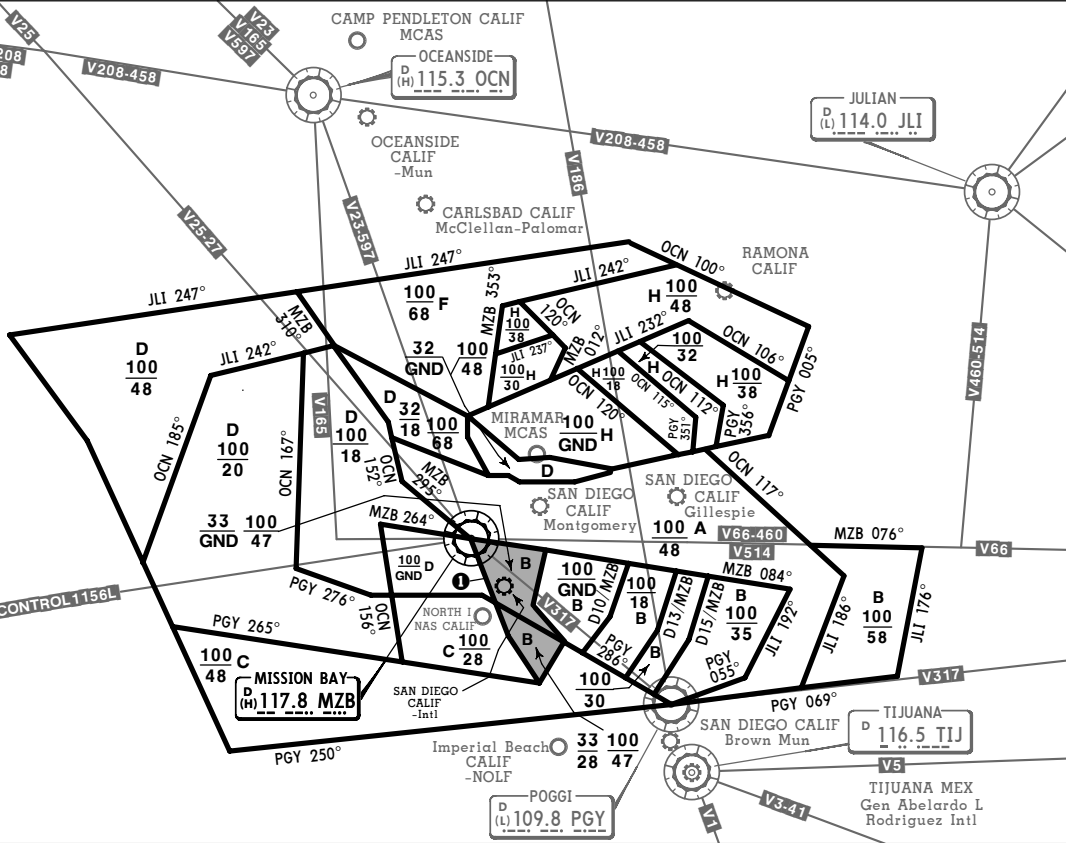 V25
V23
V165
V597
CAMP PENDLETON CALIF
MCAS
208
8
V208-458
OCEANSIDE
D
(H) 115.3 OCN
JULIAN
D
(L) 114.0 JLI
OCEANSIDE
CALIF
-Mun
V208-458
V186
V25-27
V23-597
CARLSBAD CALIF
McClellan-Palomar
OCN 100°
RAMONA
CALIF
JLI 247°
JLI 247°
JLI 242°
MZB 353°
100
68 F
H 100
48
MZB
310°
OCN
120°
H
100
38
MZB
012°
JLI 232°
OCN 106°
PGY 005°
V460-514
D
100
48
JLI 242°
32
GND
100
48
JLI 237°
100
30 H
H 100
18
100
32
H
H 100
38
OCN 115°
OCN 112°
OCN 120°
PGY
351°
PGY
356°
V165
D 32
18
100
68
MIRAMAR
MCAS
100
GND H
D
OCN 185°
D
100
20
OCN 167°
D
100
18
OCN
152°
MZB
295°
OCN 117°
SAN DIEGO
CALIF
Montgomery
SAN DIEGO
CALIF
Gillespie
33
GND
100
47
MZB 264°
100
48 A
V66-460
V514
MZB 076°
V66
CONTROL 1156L
100
GND D
1
B
100
GND
B
D10/MZB
100
18
B
D13/MZB
D15/MZB
MZB 084°
B
100
35
JLI 192°
JLI 186°
B
100
58
JLI 176°
PGY 276°
OCN
156°
NORTH I
NAS CALIF
V317
PGY 265°
C 100
28
B
PGY
286°
B
PGY
055°
100
48 C
100
30
V317
MISSION BAY
D
(H) 117.8 MZB
SAN DIEGO
CALIF
-Intl
PGY 069°
PGY 250°
Imperial Beach
CALIF
-NOLF
33
28
100
47
SAN DIEGO CALIF
Brown Mun
TIJUANA
D 116.5 TIJ
V5
POGGI
D
(L) 109.8 PGY
V1
V3-41
TIJUANA MEX
Gen Abelardo L
Rodriguez Intl